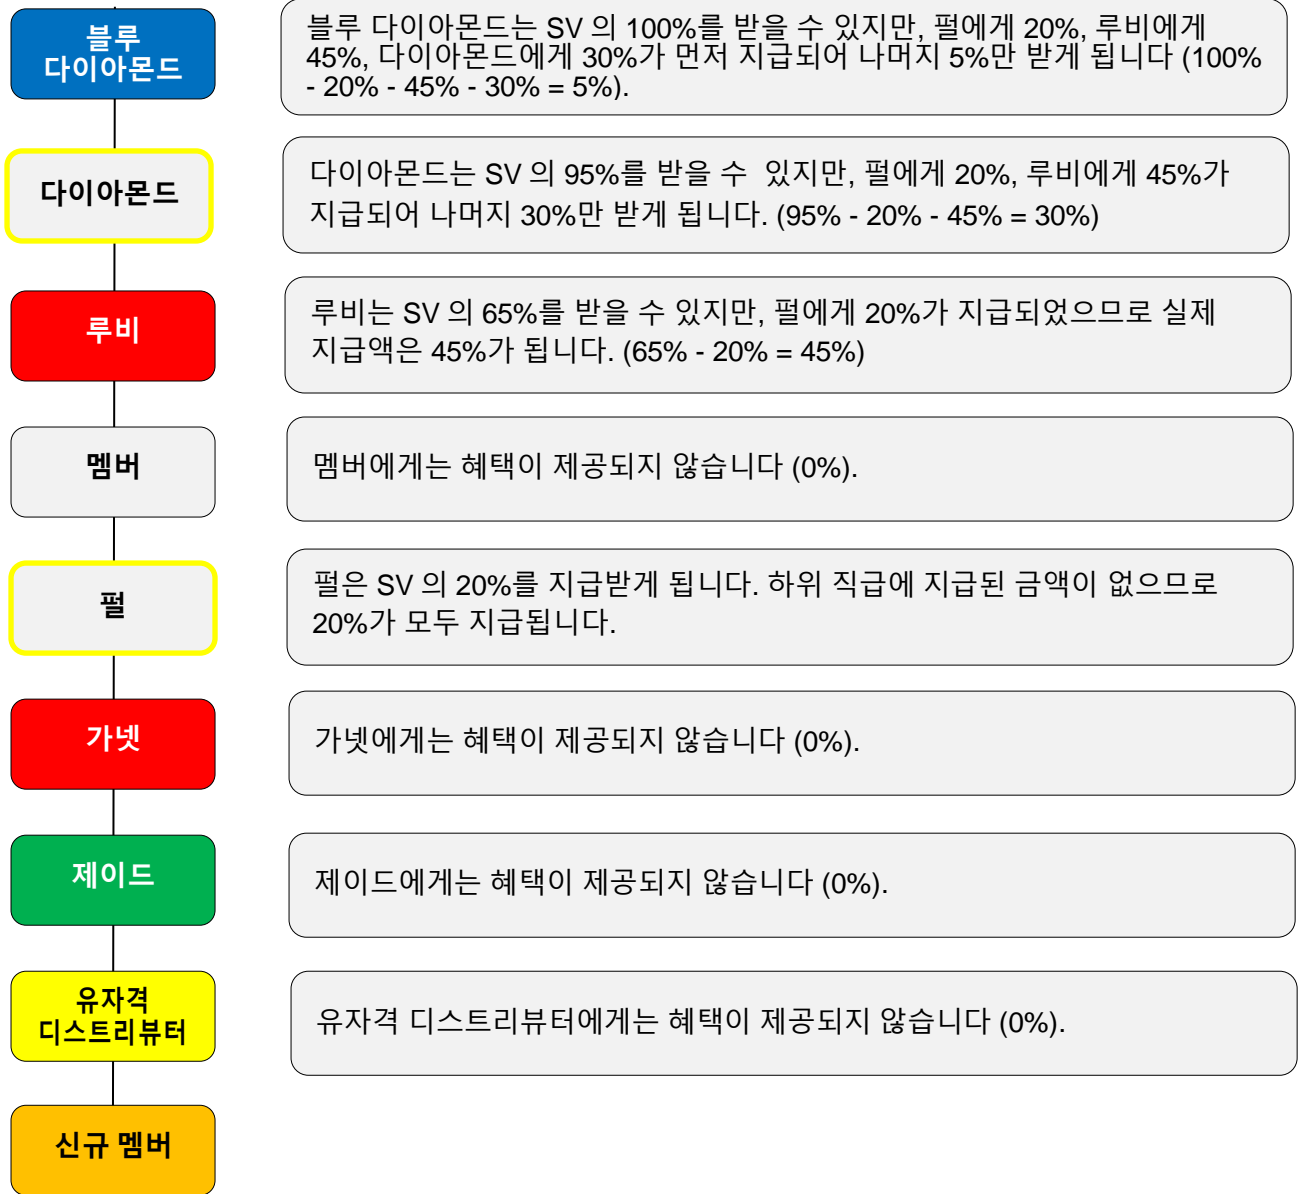 블루
다이아몬드
블루 다이아몬드는 SV 의 100%를 받을 수 있지만, 펄에게 20%, 루비에게
45%, 다이아몬드에게 30%가 먼저 지급되어 나머지 5%만 받게 됩니다 (100%
- 20% - 45% - 30% = 5%).
다이아몬드
다이아몬드는 SV 의 95%를 받을 수 있지만, 펄에게 20%, 루비에게 45%가
지급되어 나머지 30%만 받게 됩니다. (95% - 20% - 45% = 30%)
루비
루비는 SV 의 65%를 받을 수 있지만, 펄에게 20%가 지급되었으므로 실제
지급액은 45%가 됩니다. (65% - 20% = 45%)
멤버
멤버에게는 혜택이 제공되지 않습니다 (0%).
펄
펄은 SV 의 20%를 지급받게 됩니다. 하위 직급에 지급된 금액이 없으므로
20%가 모두 지급됩니다.
가넷
가넷에게는 혜택이 제공되지 않습니다 (0%).
제이드
제이드에게는 혜택이 제공되지 않습니다 (0%).
유자격
디스트리뷰터
유자격 디스트리뷰터에게는 혜택이 제공되지 않습니다 (0%).
신규 멤버